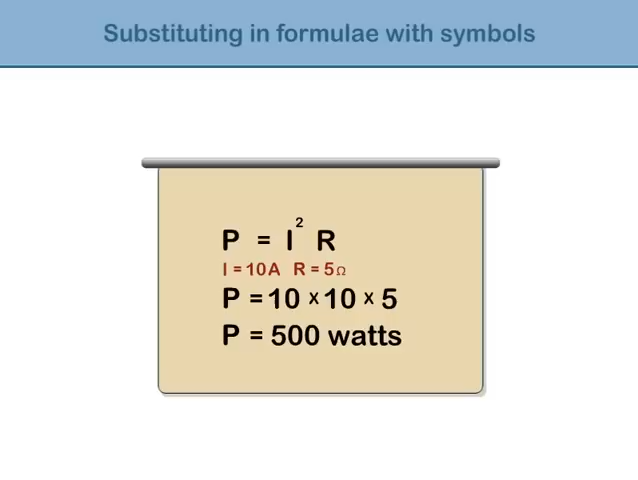 Substituting in formulae with symbols
P = I² R
I = 10A R = 5Ω
P = 10 x 10 x 5
P = 500 watts